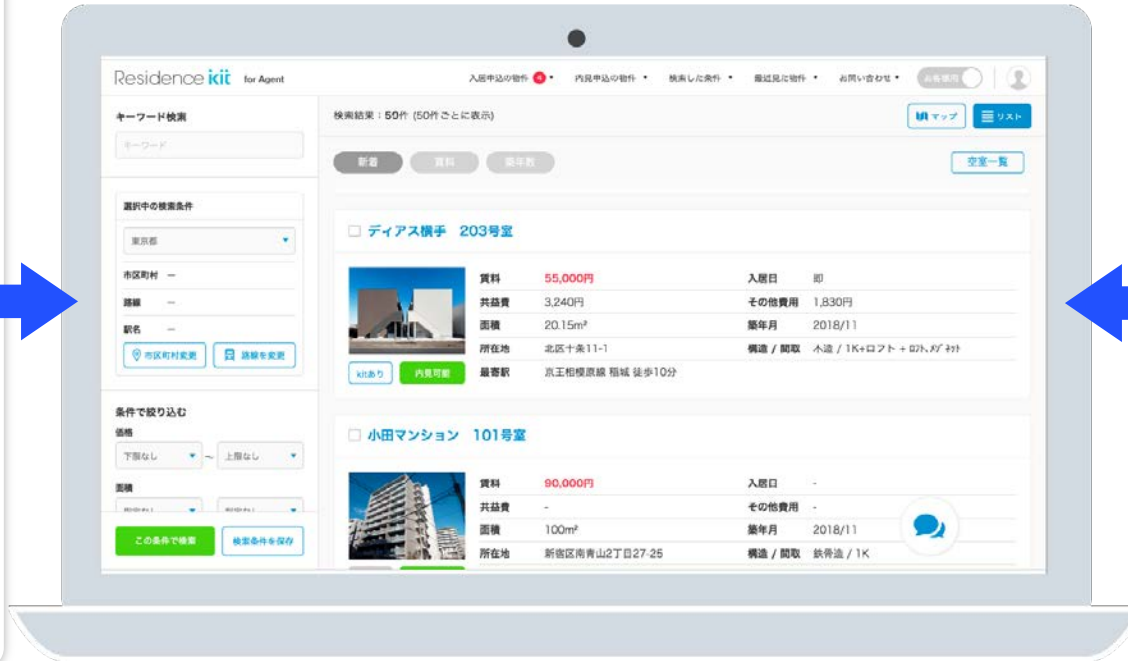 Residence kit for Agent
入居申込の物件 4
内見申込の物件
検索した条件
最近見た物件
お問い合わせ
お客様用
キーワード検索
キーワード
選択中の検索条件
東京都
市区町村 ー
路線 ー
駅名 ー
市区町村変更
路線を変更
条件で絞り込む
価格
下限なし ～ 上限なし
面積
この条件で検索
検索条件を保存
検索結果：50件 (50件ごとに表示)
マップ
リスト
新着
賃料
築年数
空室一覧
ディアス横手 203号室
賃料 55,000円 入居日 即
共益費 3,240円 その他費用 1,830円
面積 20.15m² 築年月 2018/11
所在地 北区十条11-1 構造 / 間取 木造 / 1K+ロフト + ﾛﾌﾄ､ﾒｿﾞﾈｯﾄ
kitあり
内見可能
最寄駅 京王相模原線 稲城 徒歩10分
小田マンション 101号室
賃料 90,000円 入居日 -
共益費 - その他費用 -
面積 100m² 築年月 2018/11
所在地 新宿区南青山2丁目27-25 構造 / 間取 鉄骨造 / 1K